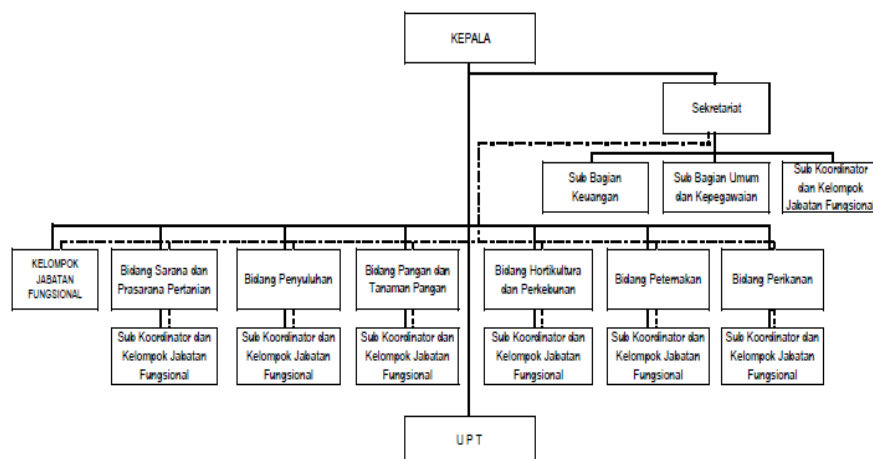 KEPALA
Sekretariat
Sub Bagian
Keuangan
Sub Bagian Umum
dan Kepegawaian
Sub Koordinator
dan Kelompok
Jabatan Fungsional
KELOMPOK
JABATAN
FUNGSIONAL
Bidang Sarana dan
Prasarana Pertanian
Bidang Penyuluhan
Bidang Pangan dan
Tanaman Pangan
Bidang Hortikultura
dan Perkebunan
Bidang Peternakan
Bidang Perikanan
Sub Koordinator dan
Kelompok Jabatan
Fungsional
Sub Koordinator dan
Kelompok Jabatan
Fungsional
Sub Koordinator dan
Kelompok Jabatan
Fungsional
Sub Koordinator dan
Kelompok Jabatan
Fungsional
Sub Koordinator dan
Kelompok Jabatan
Fungsional
Sub Koordinator dan
Kelompok Jabatan
Fungsional
U P T